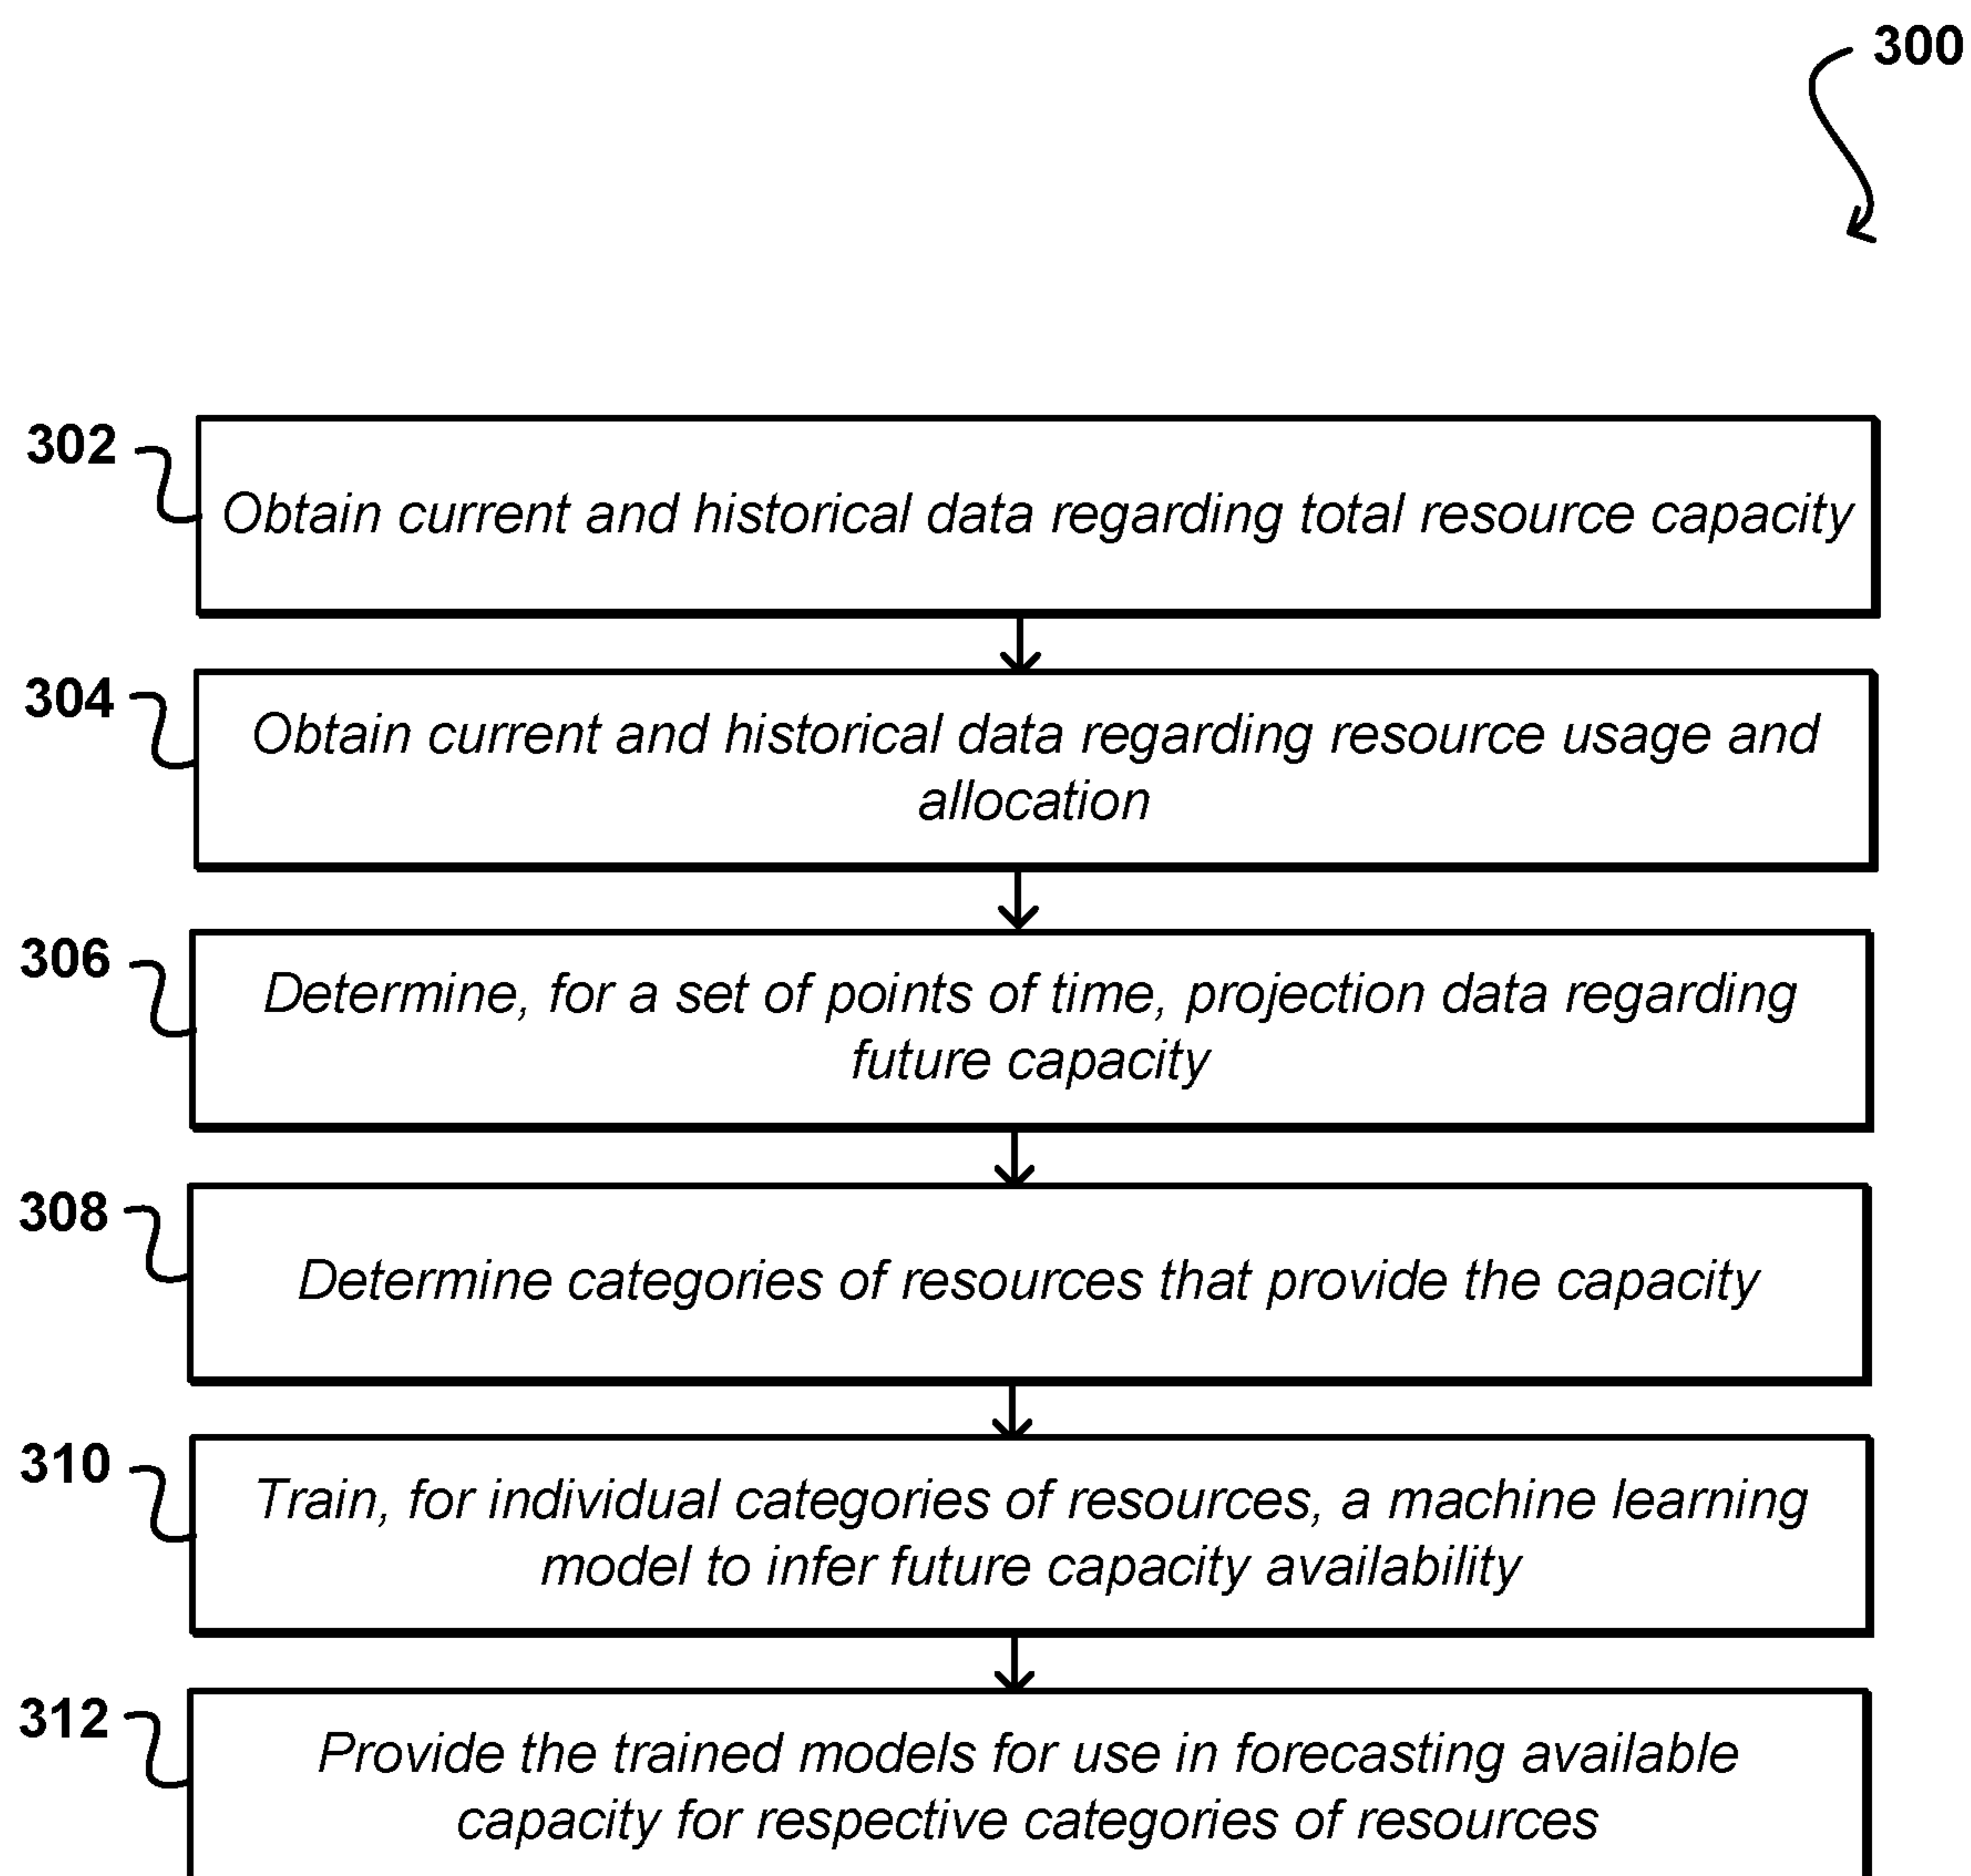 300
302
Obtain current and historical data regarding total resource capacity
304
Obtain current and historical data regarding resource usage and
allocation
306
Determine, for a set of points of time, projection data regarding
future capacity
308
Determine categories of resources that provide the capacity
310
Train, for individual categories of resources, a machine learning
model to infer future capacity availability
312
Provide the trained models for use in forecasting available
capacity for respective categories of resources